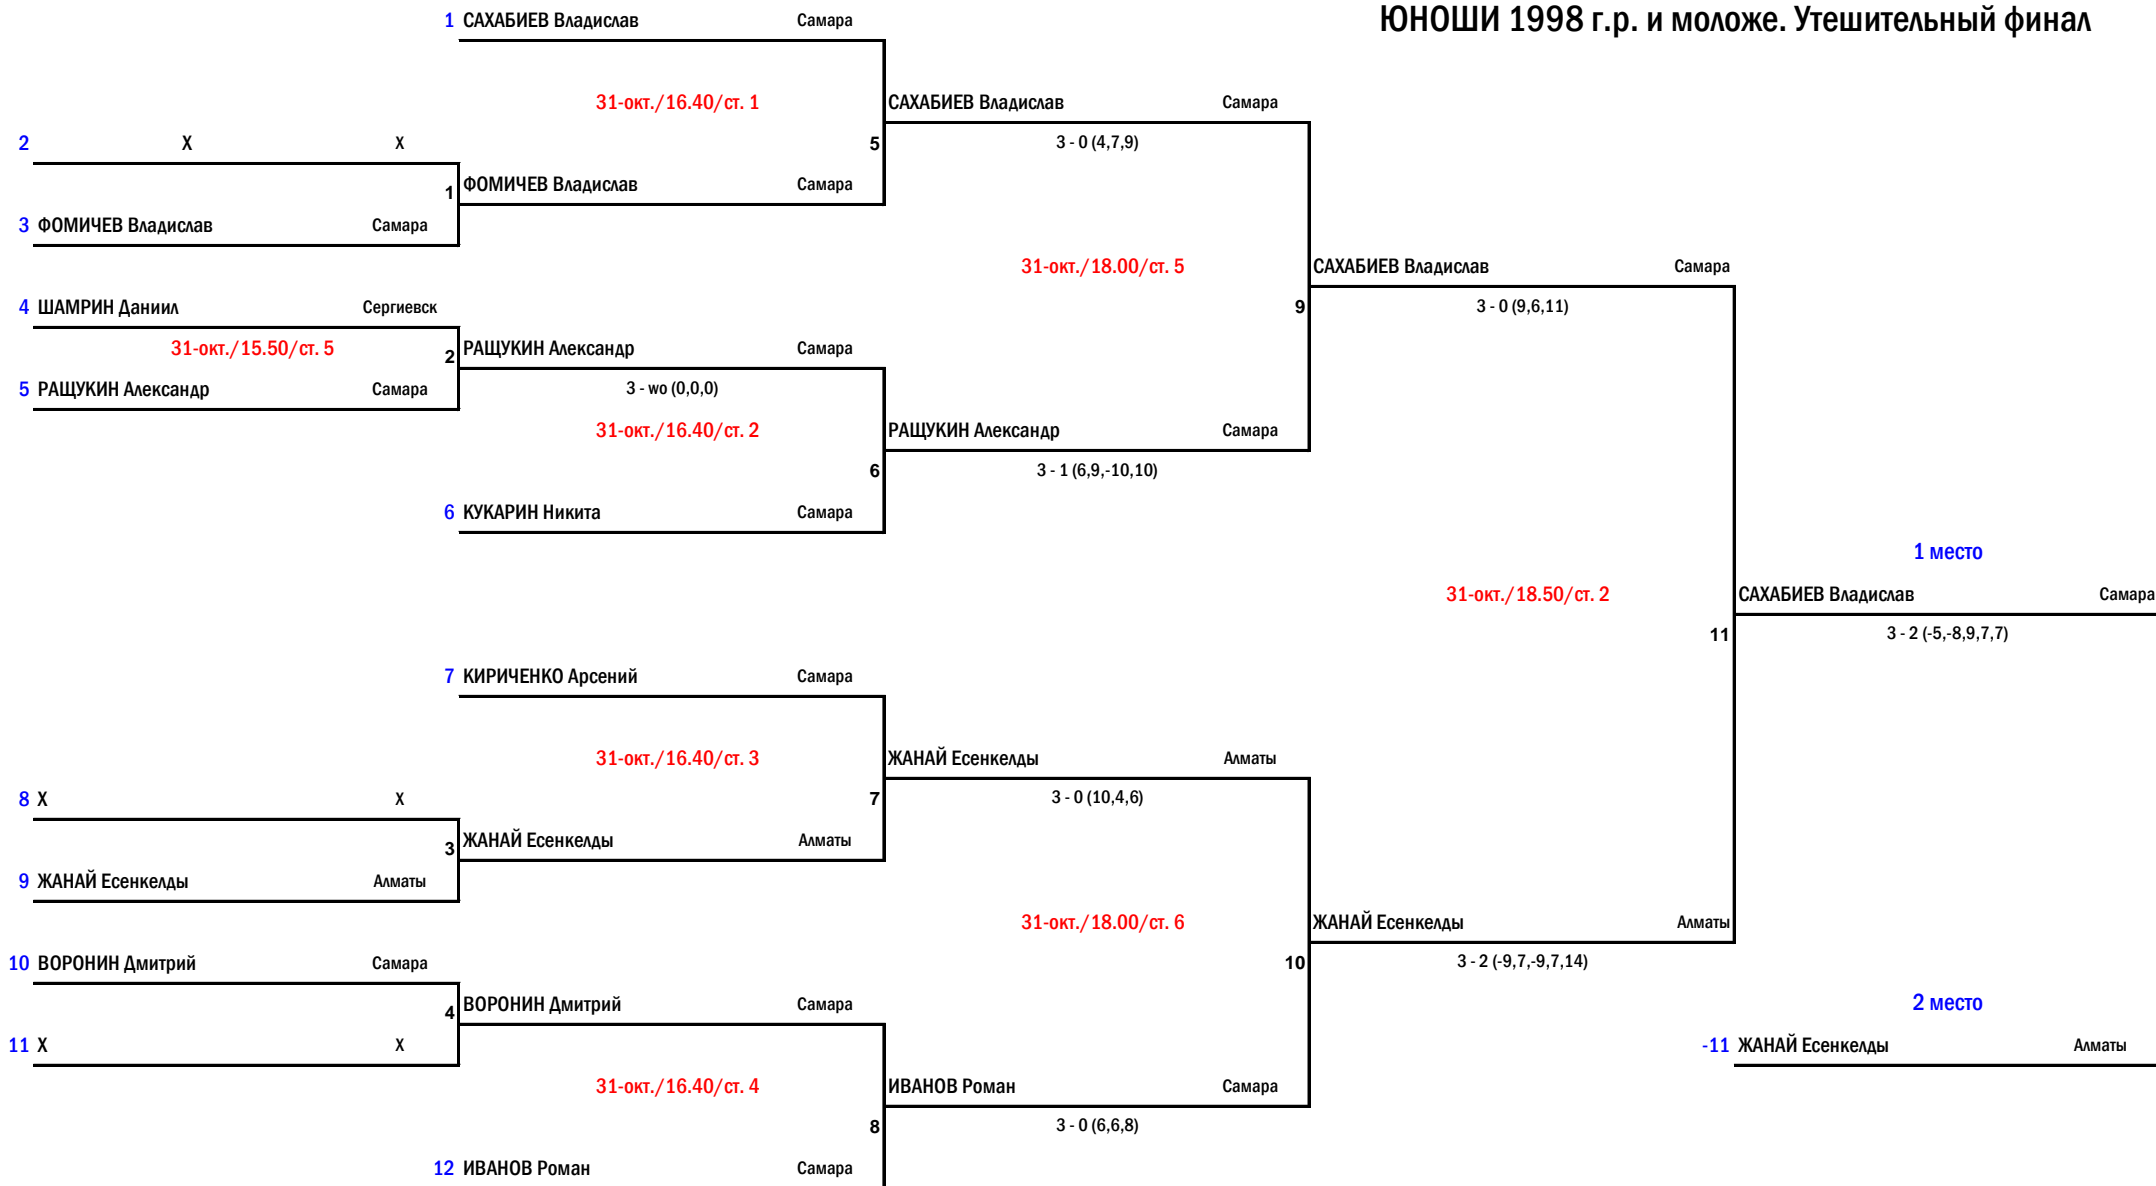 ЮНОШИ 1998 г.р. и моложе. Утешительный финал
1 САХАБИЕВ Владислав Самара
31-окт./16.40/ст. 1
САХАБИЕВ Владислав Самара
2 X X
5
3 - 0 (4,7,9)
1
ФОМИЧЕВ Владислав Самара
3 ФОМИЧЕВ Владислав Самара
31-окт./18.00/ст. 5
САХАБИЕВ Владислав Самара
4 ШАМРИН Даниил Сергиевск
9
3 - 0 (9,6,11)
31-окт./15.50/ст. 5
2
РАЩУКИН Александр Самара
5 РАЩУКИН Александр Самара
3 - wo (0,0,0)
31-окт./16.40/ст. 2
РАЩУКИН Александр Самара
6
3 - 1 (6,9,-10,10)
6 КУКАРИН Никита Самара
1 место
31-окт./18.50/ст. 2
САХАБИЕВ Владислав Самара
11
3 - 2 (-5,-8,9,7,7)
7 КИРИЧЕНКО Арсений Самара
31-окт./16.40/ст. 3
ЖАНАЙ Есенкелды Алматы
8 X X
7
3 - 0 (10,4,6)
3
ЖАНАЙ Есенкелды Алматы
9 ЖАНАЙ Есенкелды Алматы
31-окт./18.00/ст. 6
ЖАНАЙ Есенкелды Алматы
10 ВОРОНИН Дмитрий Самара
10
3 - 2 (-9,7,-9,7,14)
4
ВОРОНИН Дмитрий Самара
2 место
11 X X
-11 ЖАНАЙ Есенкелды Алматы
31-окт./16.40/ст. 4
ИВАНОВ Роман Самара
8
3 - 0 (6,6,8)
12 ИВАНОВ Роман Самара